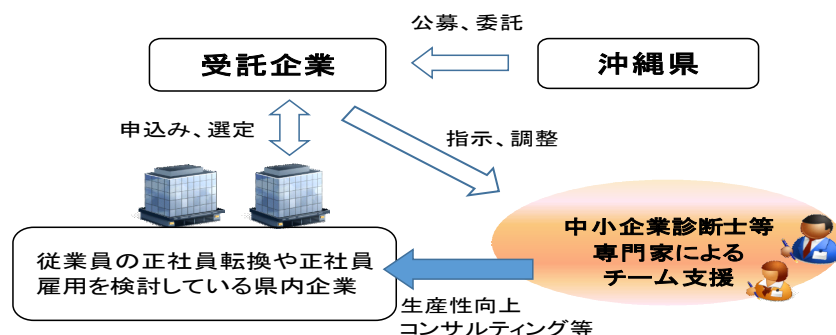 公募、委託
受託企業
沖縄県
申込み、選定
指示、調整
中小企業診断士等
専門家による
チーム支援
従業員の正社員転換や正社員
雇用を検討している県内企業
生産性向上
コンサルティング等